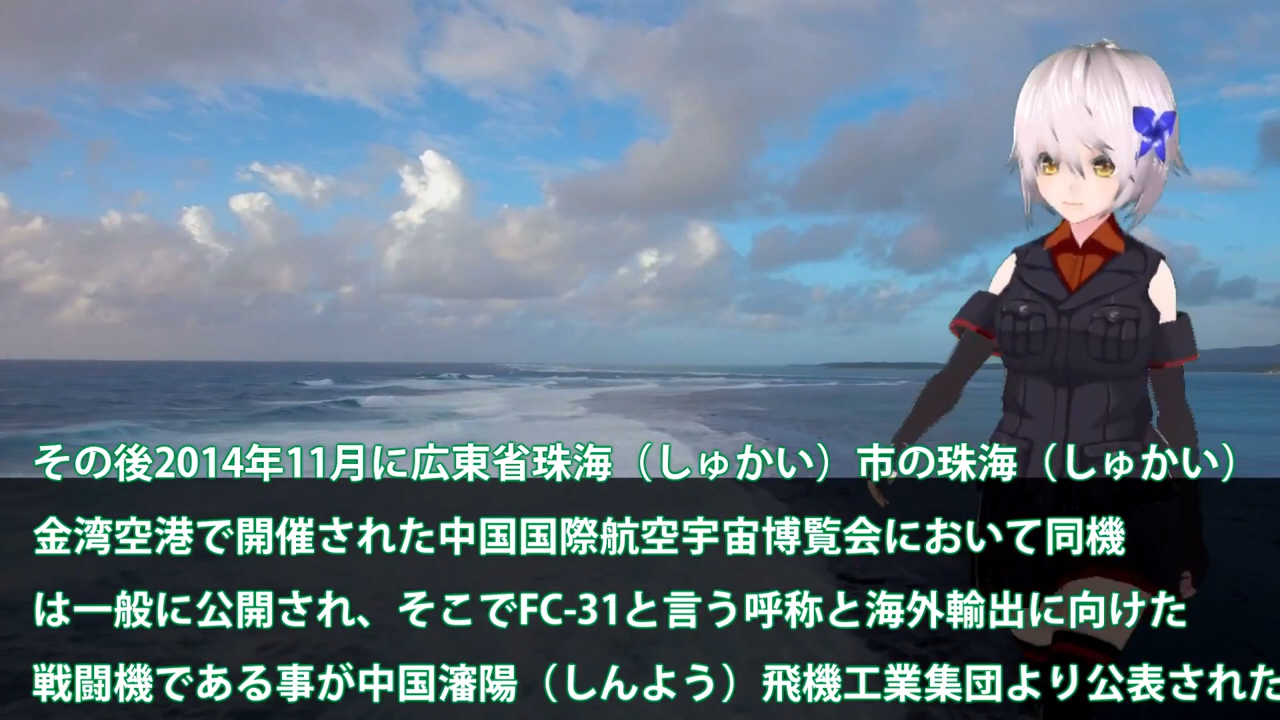 その後2014年11月に広東省珠海（しゅかい）市の珠海（しゅかい）
金湾空港で開催された中国国際航空宇宙博覧会において同機
は一般に公開され、そこでFC-31と言う呼称と海外輸出に向けた
戦闘機である事が中国瀋陽（しんよう）飛機工業集団より公表された